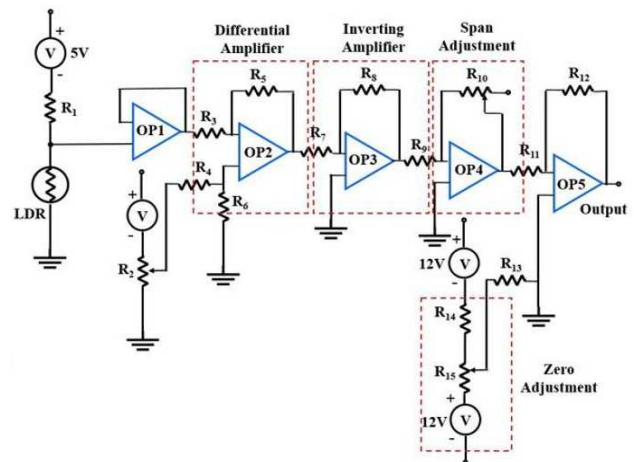 Differential
Amplifier
Inverting
Amplifier
Span
Adjustment
+
V
5V
-
R1
LDR
OP1
R3
R5
OP2
R4
R6
+
V
-
R2
R7
R8
OP3
R9
R10
OP4
R11
R12
OP5
Output
+
12V
V
-
R13
R14
R15
+
12V
V
-
Zero
Adjustment